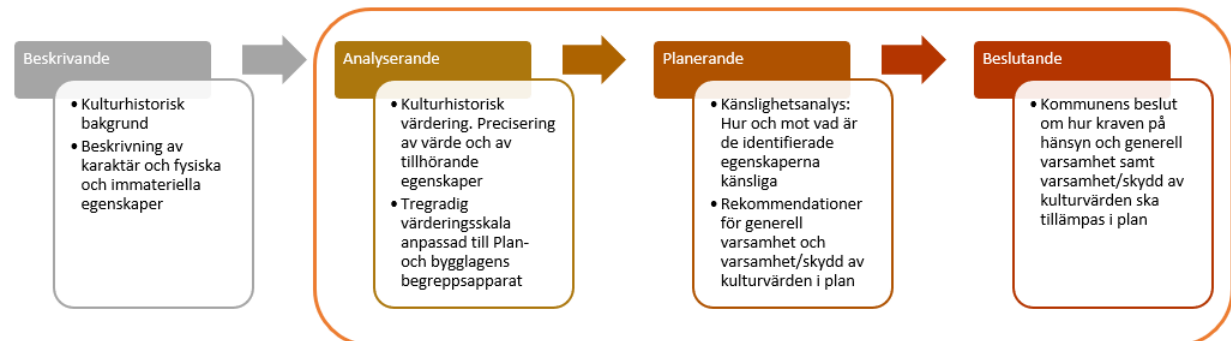 Beskrivande
• Kulturhistorisk
bakgrund
• Beskrivning av
karaktär och fysiska
och immateriella
egenskaper
Analyserande
• Kulturhistorisk
värdering. Precisering
av värde och av
tillhörande
egenskaper
• Tregradig
värderingsskala
anpassad till Plan-
och bygglagens
begreppsapparat
Planerande
• Känslighetsanalys:
Hur och mot vad är
de identifierade
egenskaperna
känsliga
• Rekommendationer
för generell
varsamhet och
varsamhet/skydd av
kulturvärden i plan
Beslutande
• Kommunens beslut
om hur kraven på
hänsyn och generell
varsamhet samt
varsamhet/skydd av
kulturvärden ska
tillämpas i plan